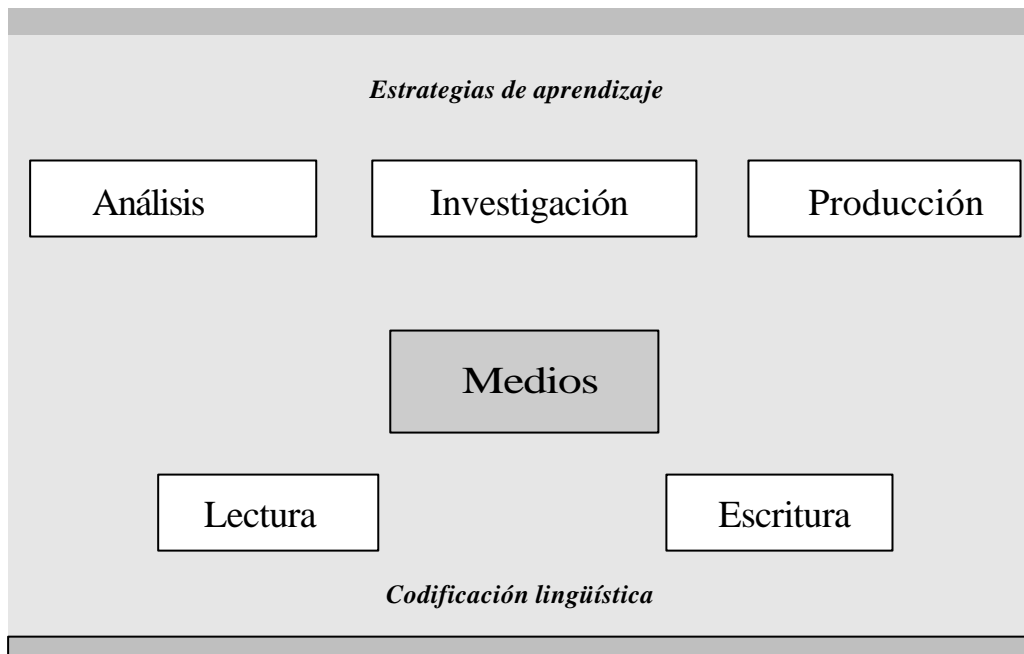 Estrategias de aprendizaje
Análisis
Investigación
Producción
Medios
Lectura
Escritura
Codificación lingüística